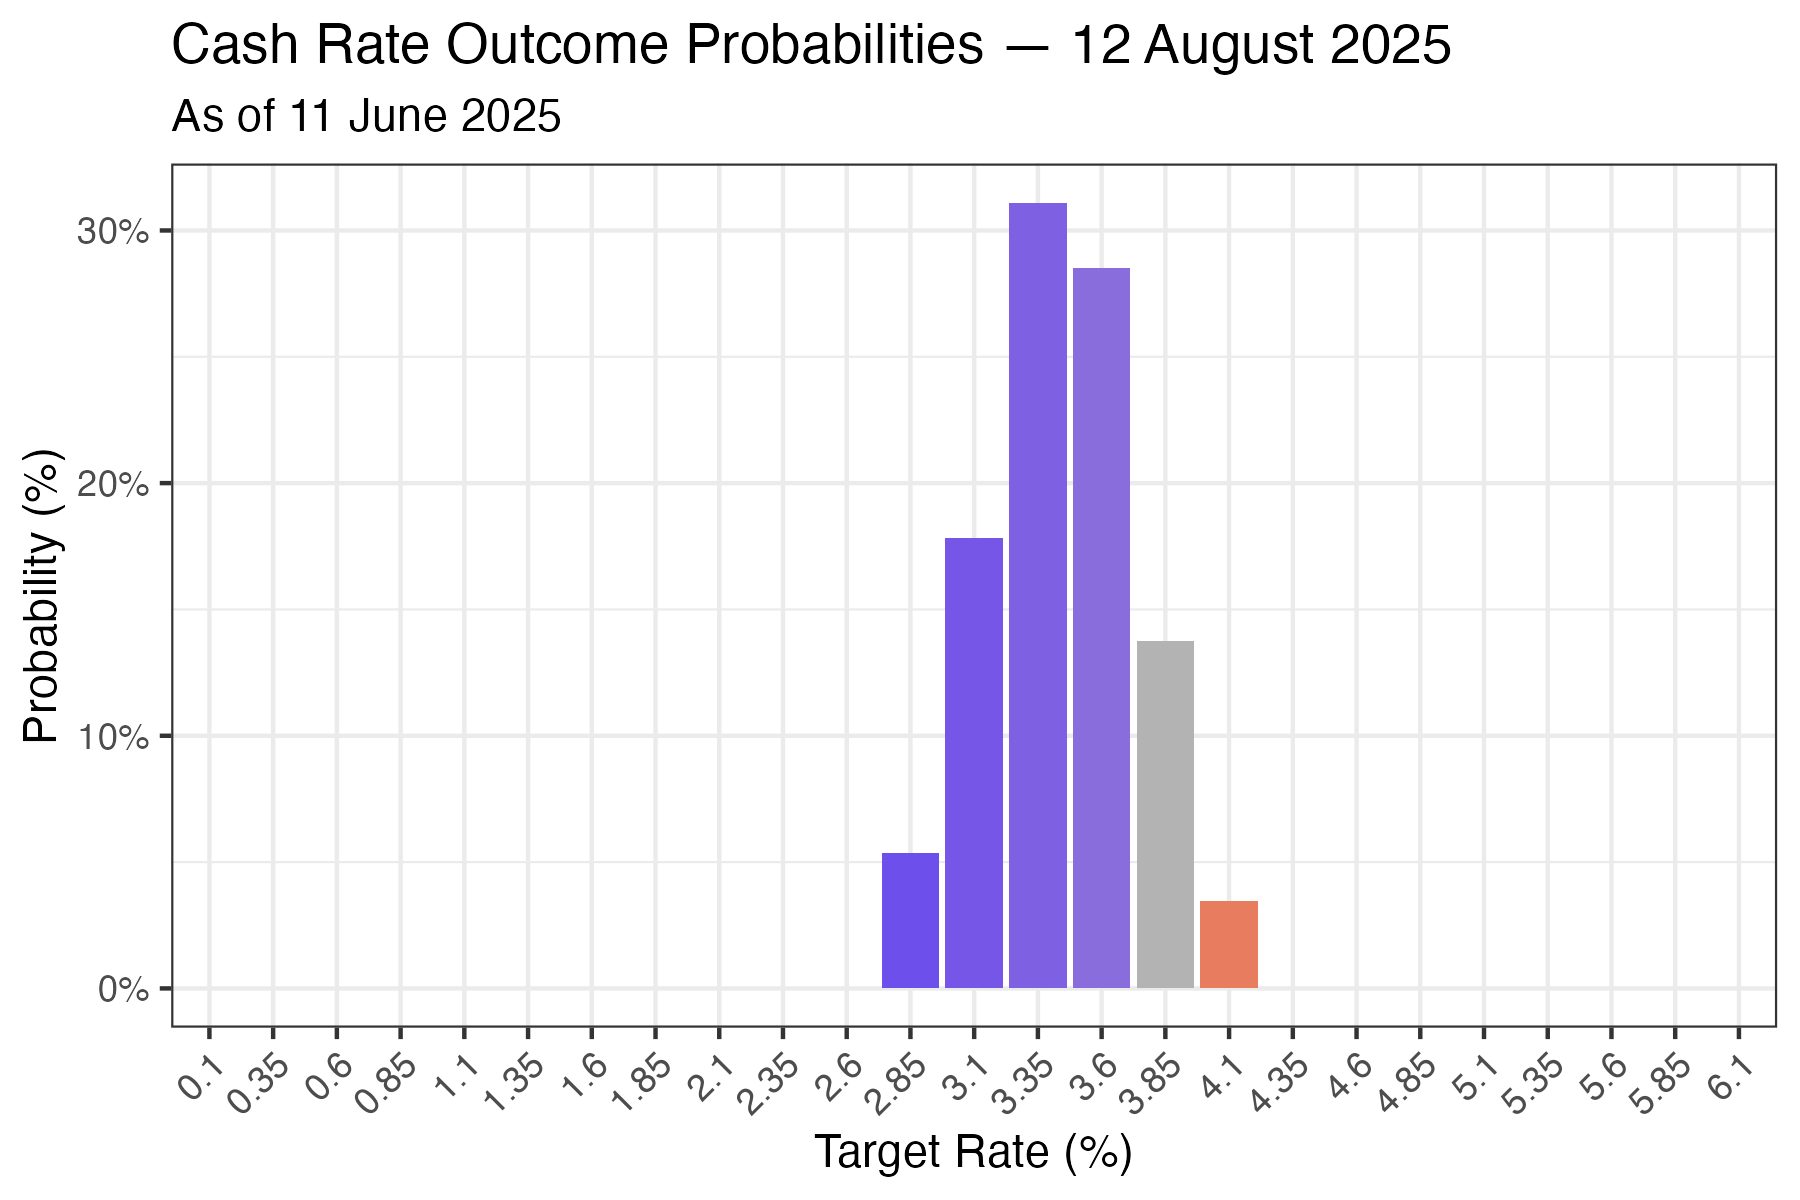 Cash Rate Outcome Probabilities — 12 August 2025
As of 11 June 2025
Probability (%)
30%
20%
10%
0%
0.1 0.35 0.6 0.85 1.1 1.35 1.6 1.85 2.1 2.35 2.6 2.85 3.1 3.35 3.6 3.85 4.1 4.35 4.6 4.85 5.1 5.35 5.6 5.85 6.1
Target Rate (%)